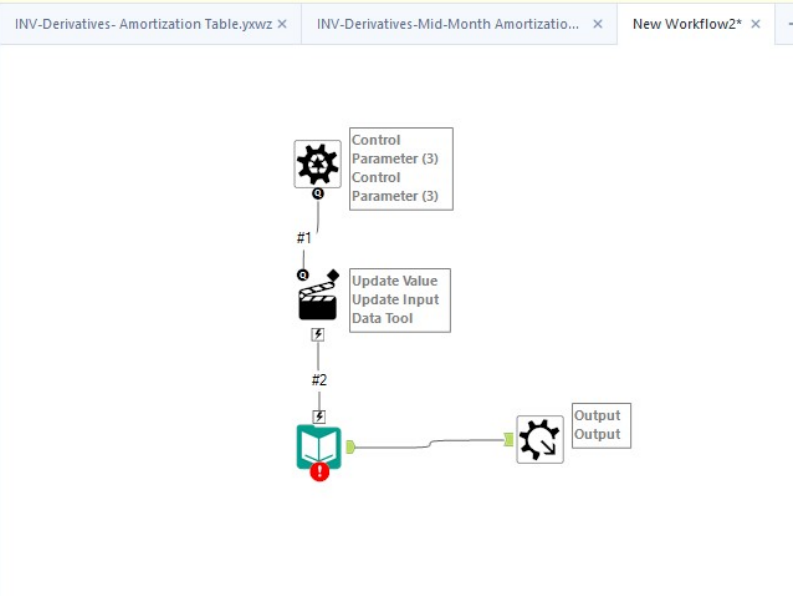 INV-Derivatives- Amortization Table.yxwz
INV-Derivatives-Mid-Month Amortizatio...
New Workflow2*
Control
Parameter (3)
Control
Parameter (3)
Q
#1
Q
Update Value
Update Input
Data Tool
#2
Output
Output